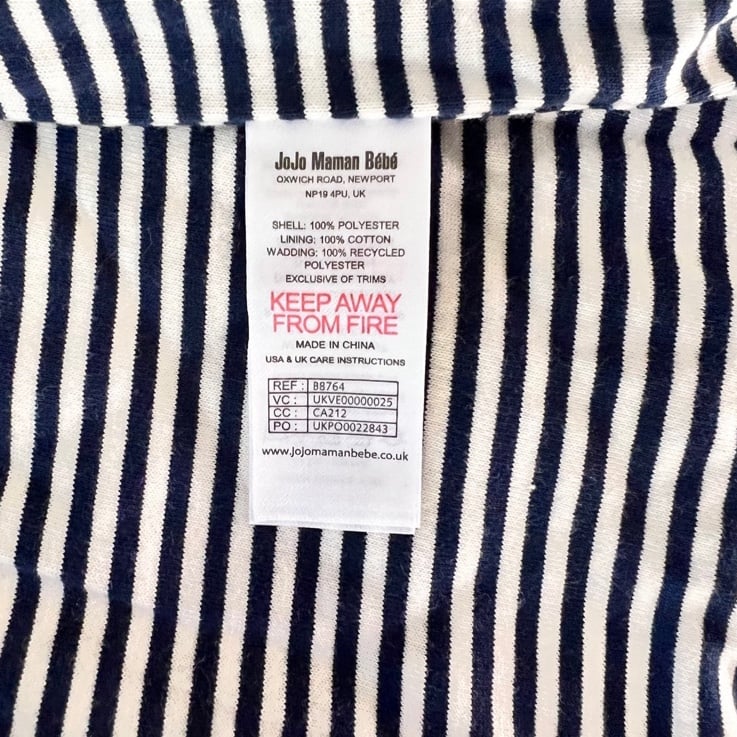 JoJo Maman Bébé
OXWICH ROAD, NEWPORT
NP19 4PU, UK
SHELL: 100% POLYESTER
LINING: 100% COTTON
WADDING: 100% RECYCLED
POLYESTER
EXCLUSIVE OF TRIMS
KEEP AWAY
FROM FIRE
MADE IN CHINA
USA & UK CARE INSTRUCTIONS
REF : B8764
VC : UKVE00000025
CC : CA212
PO : UKPO0022843
www.jojomamanbebe.co.uk